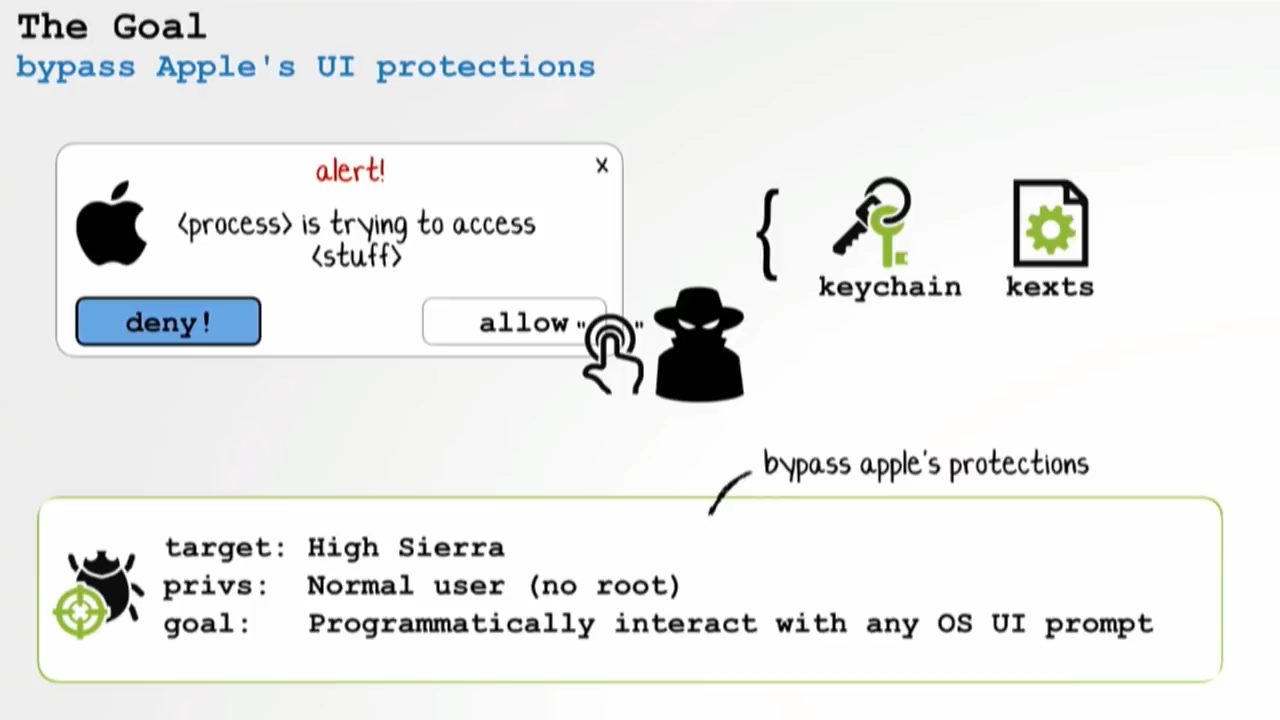 The Goal
bypass Apple's UI protections
alert!
X
<process> is trying to access
<stuff>
deny!
allow
keychain
kexts
bypass apple's protections
target: High Sierra
privs: Normal user (no root)
goal: Programmatically interact with any OS UI prompt